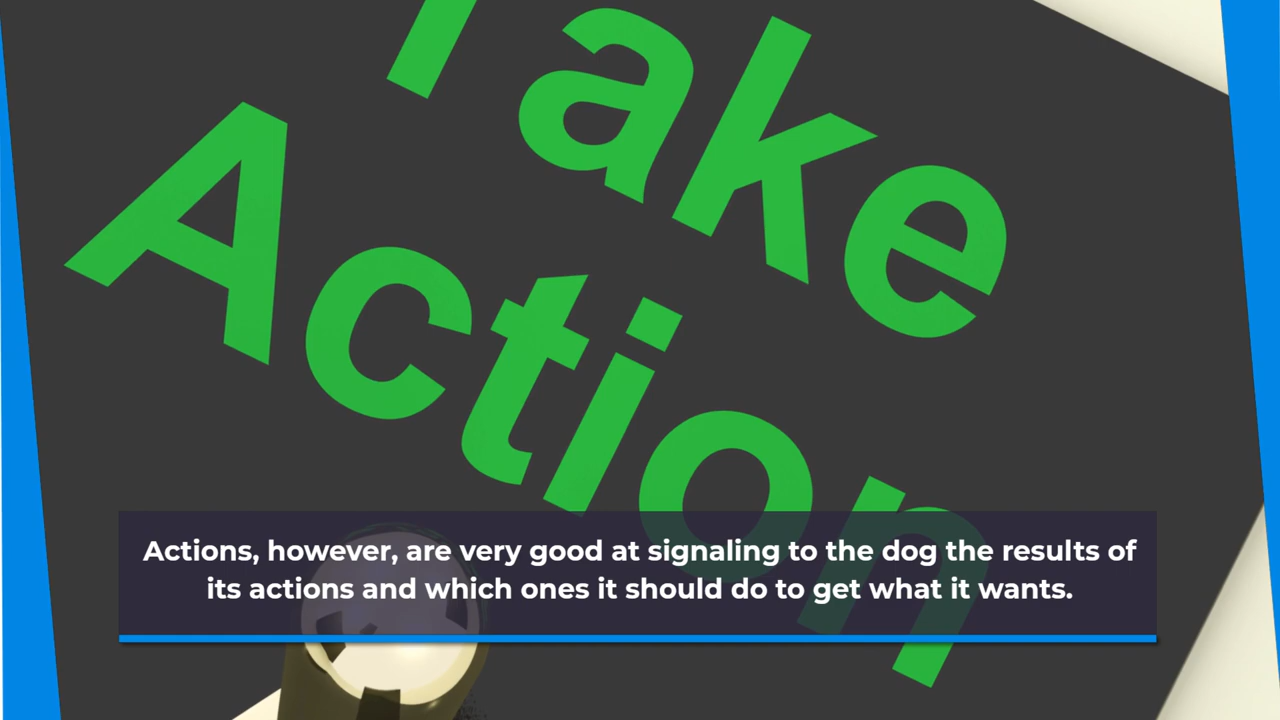 Take
Action
Actions, however, are very good at signaling to the dog the results of
its actions and which ones it should do to get what it wants.